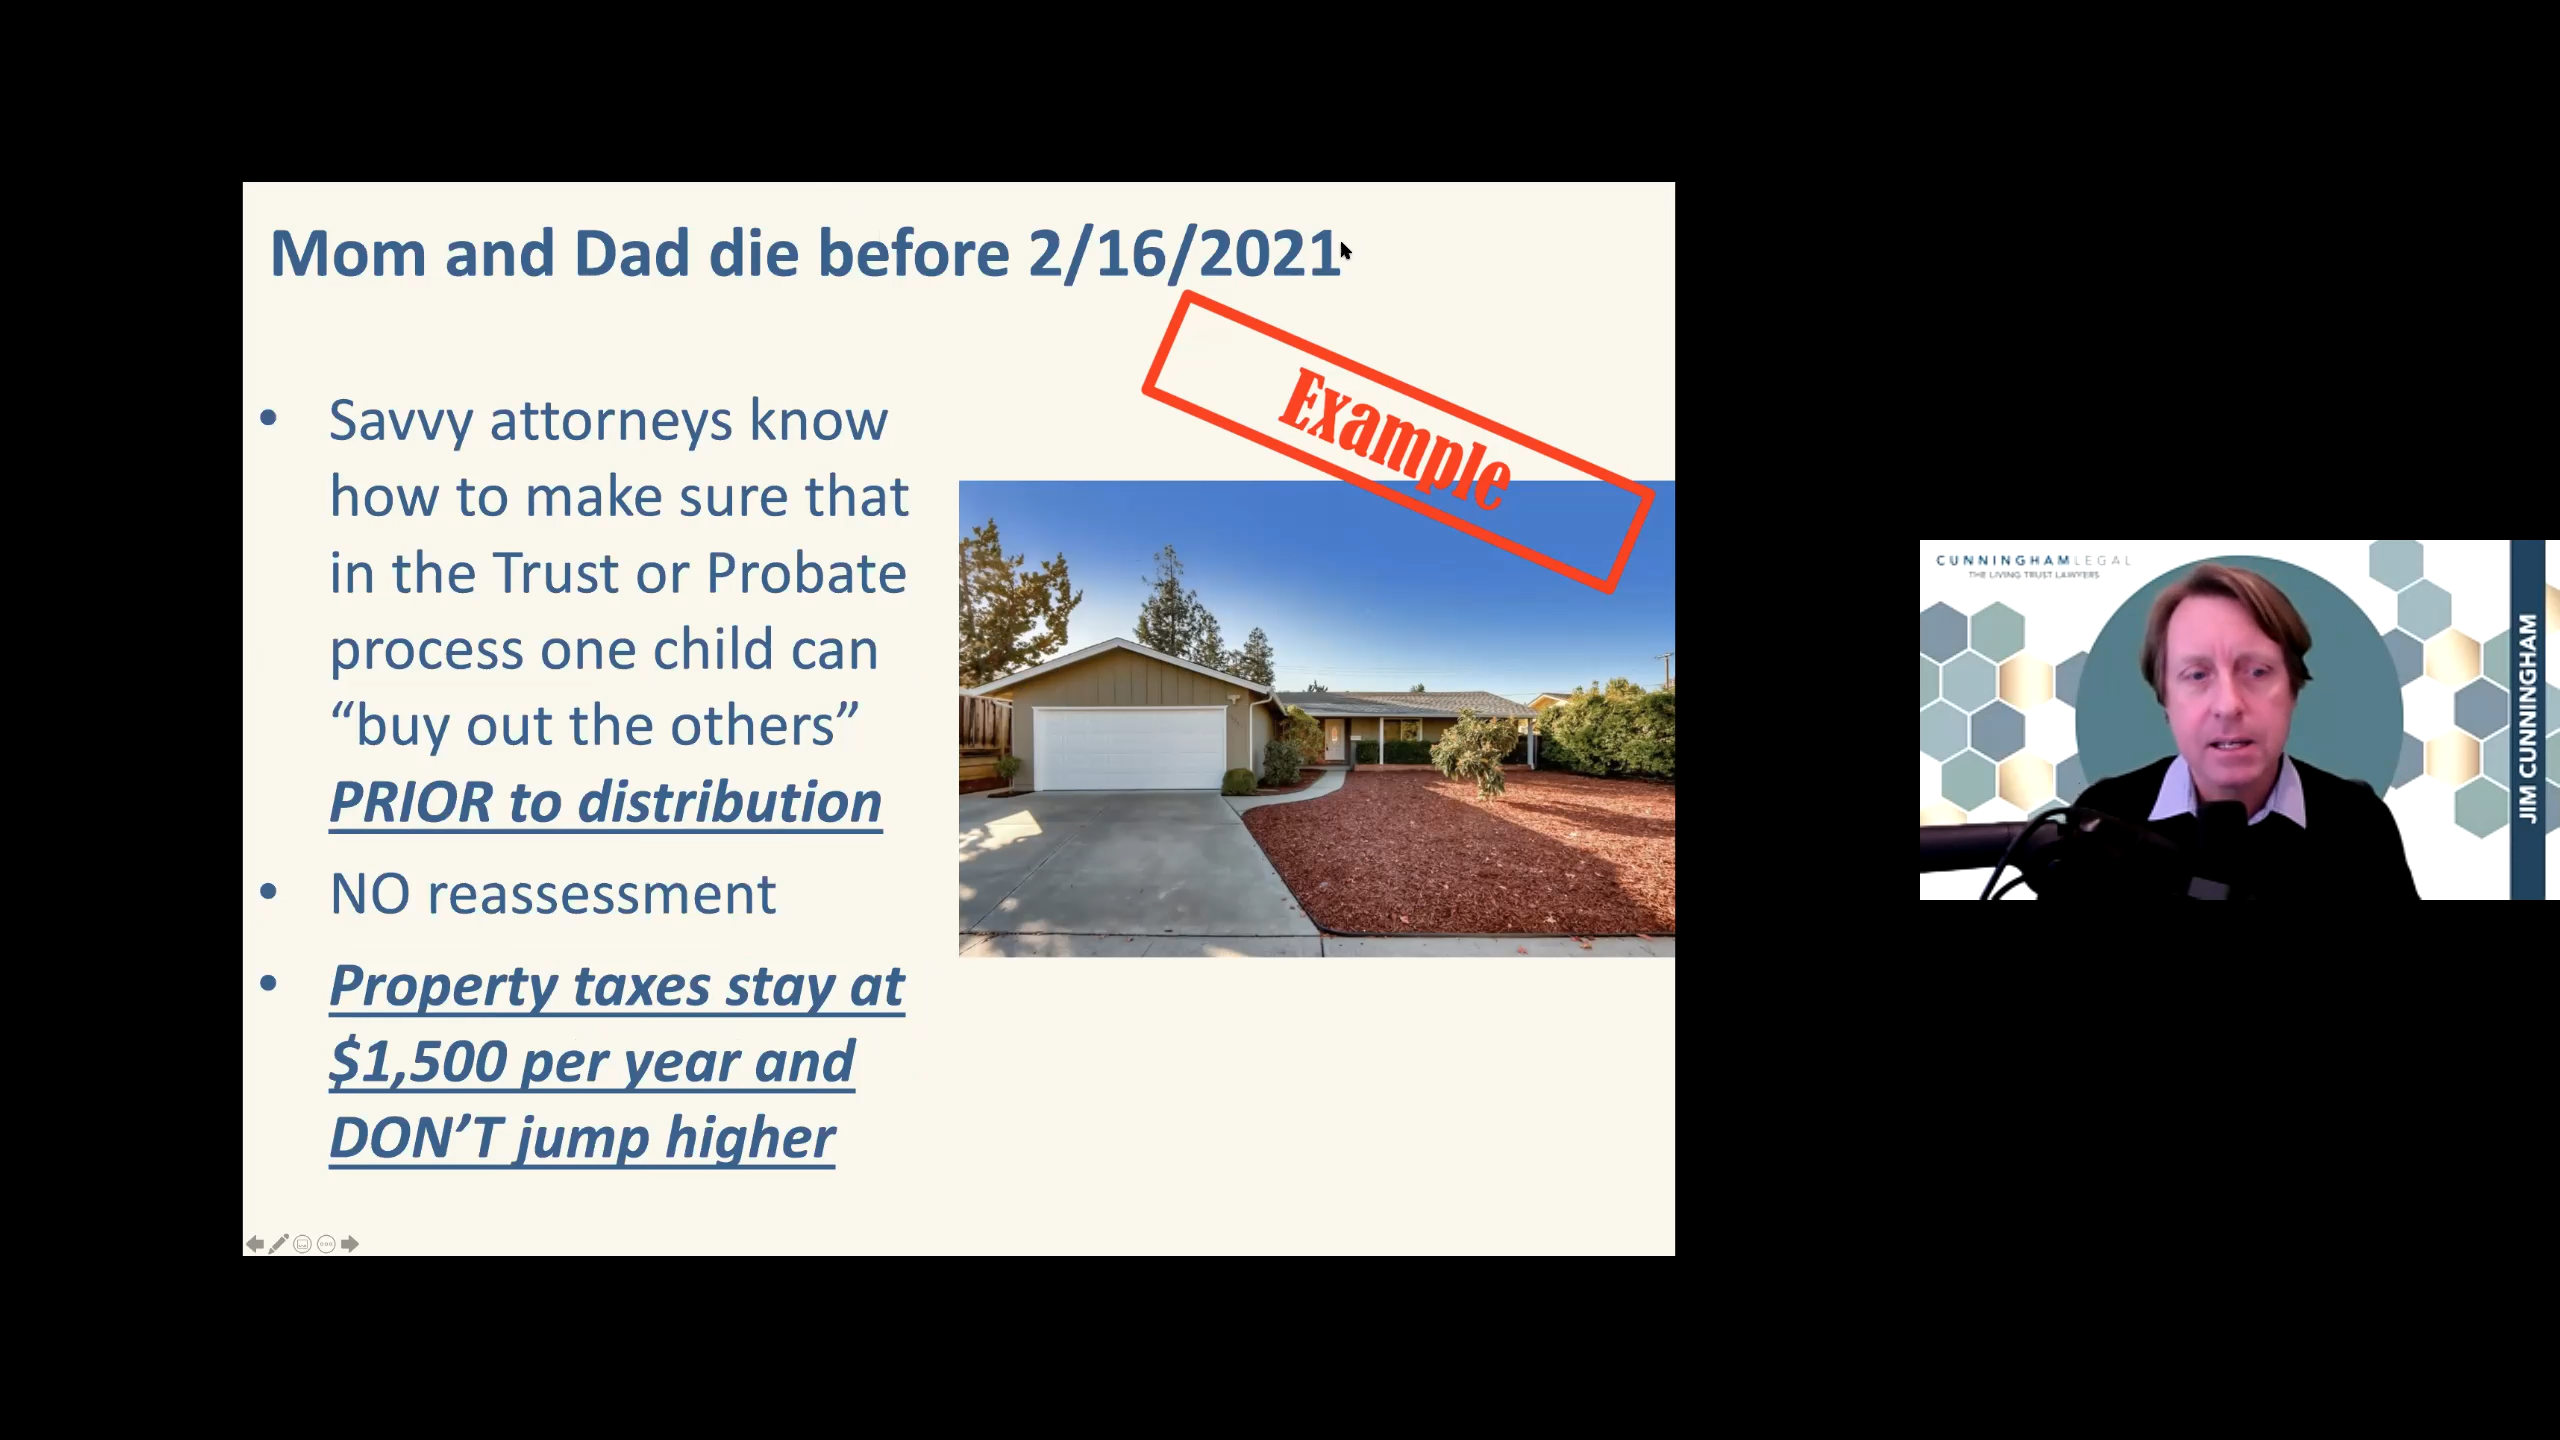 Mom and Dad die before 2/16/2021
Example
• Savvy attorneys know
how to make sure that
in the Trust or Probate
process one child can
“buy out the others”
PRIOR to distribution
• NO reassessment
• Property taxes stay at
$1,500 per year and
DON’T jump higher
CUNNINGHAMLEGAL
THE LIVING TRUST LAWYERS
JIM CUNNINGHAM